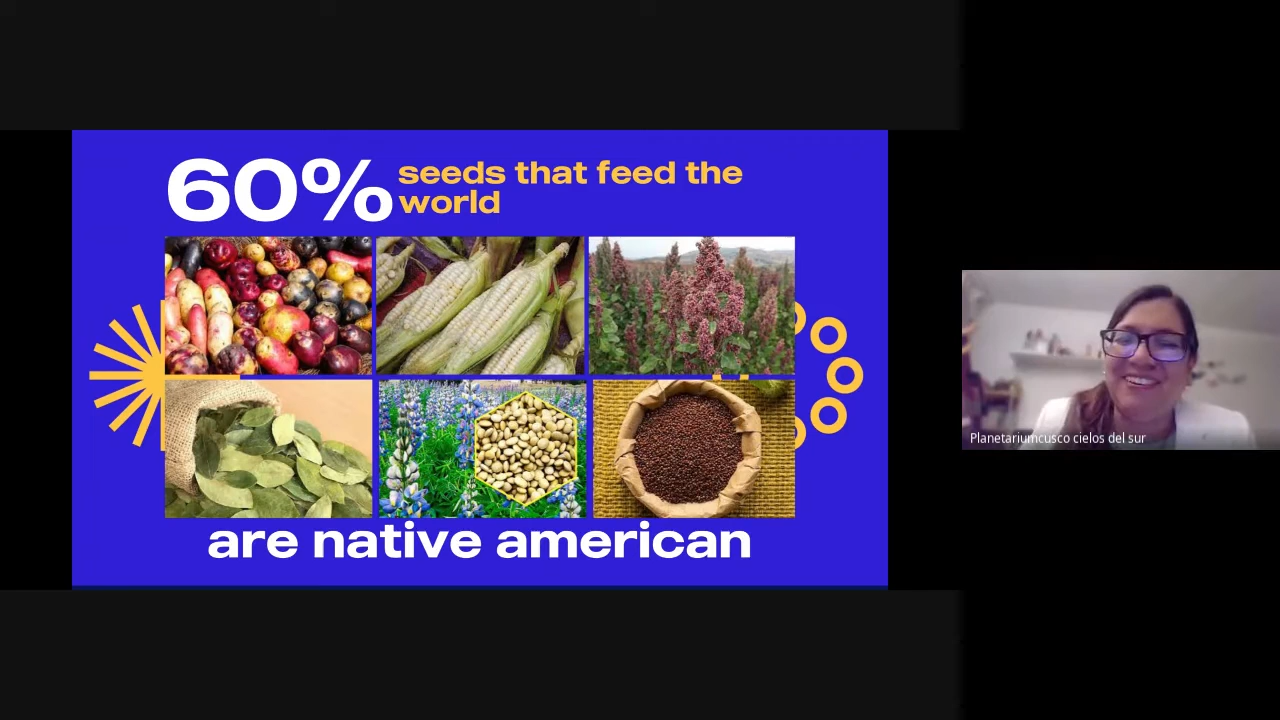 60%
seeds that feed the
world
are native american
Planetariumcusco cielos del sur